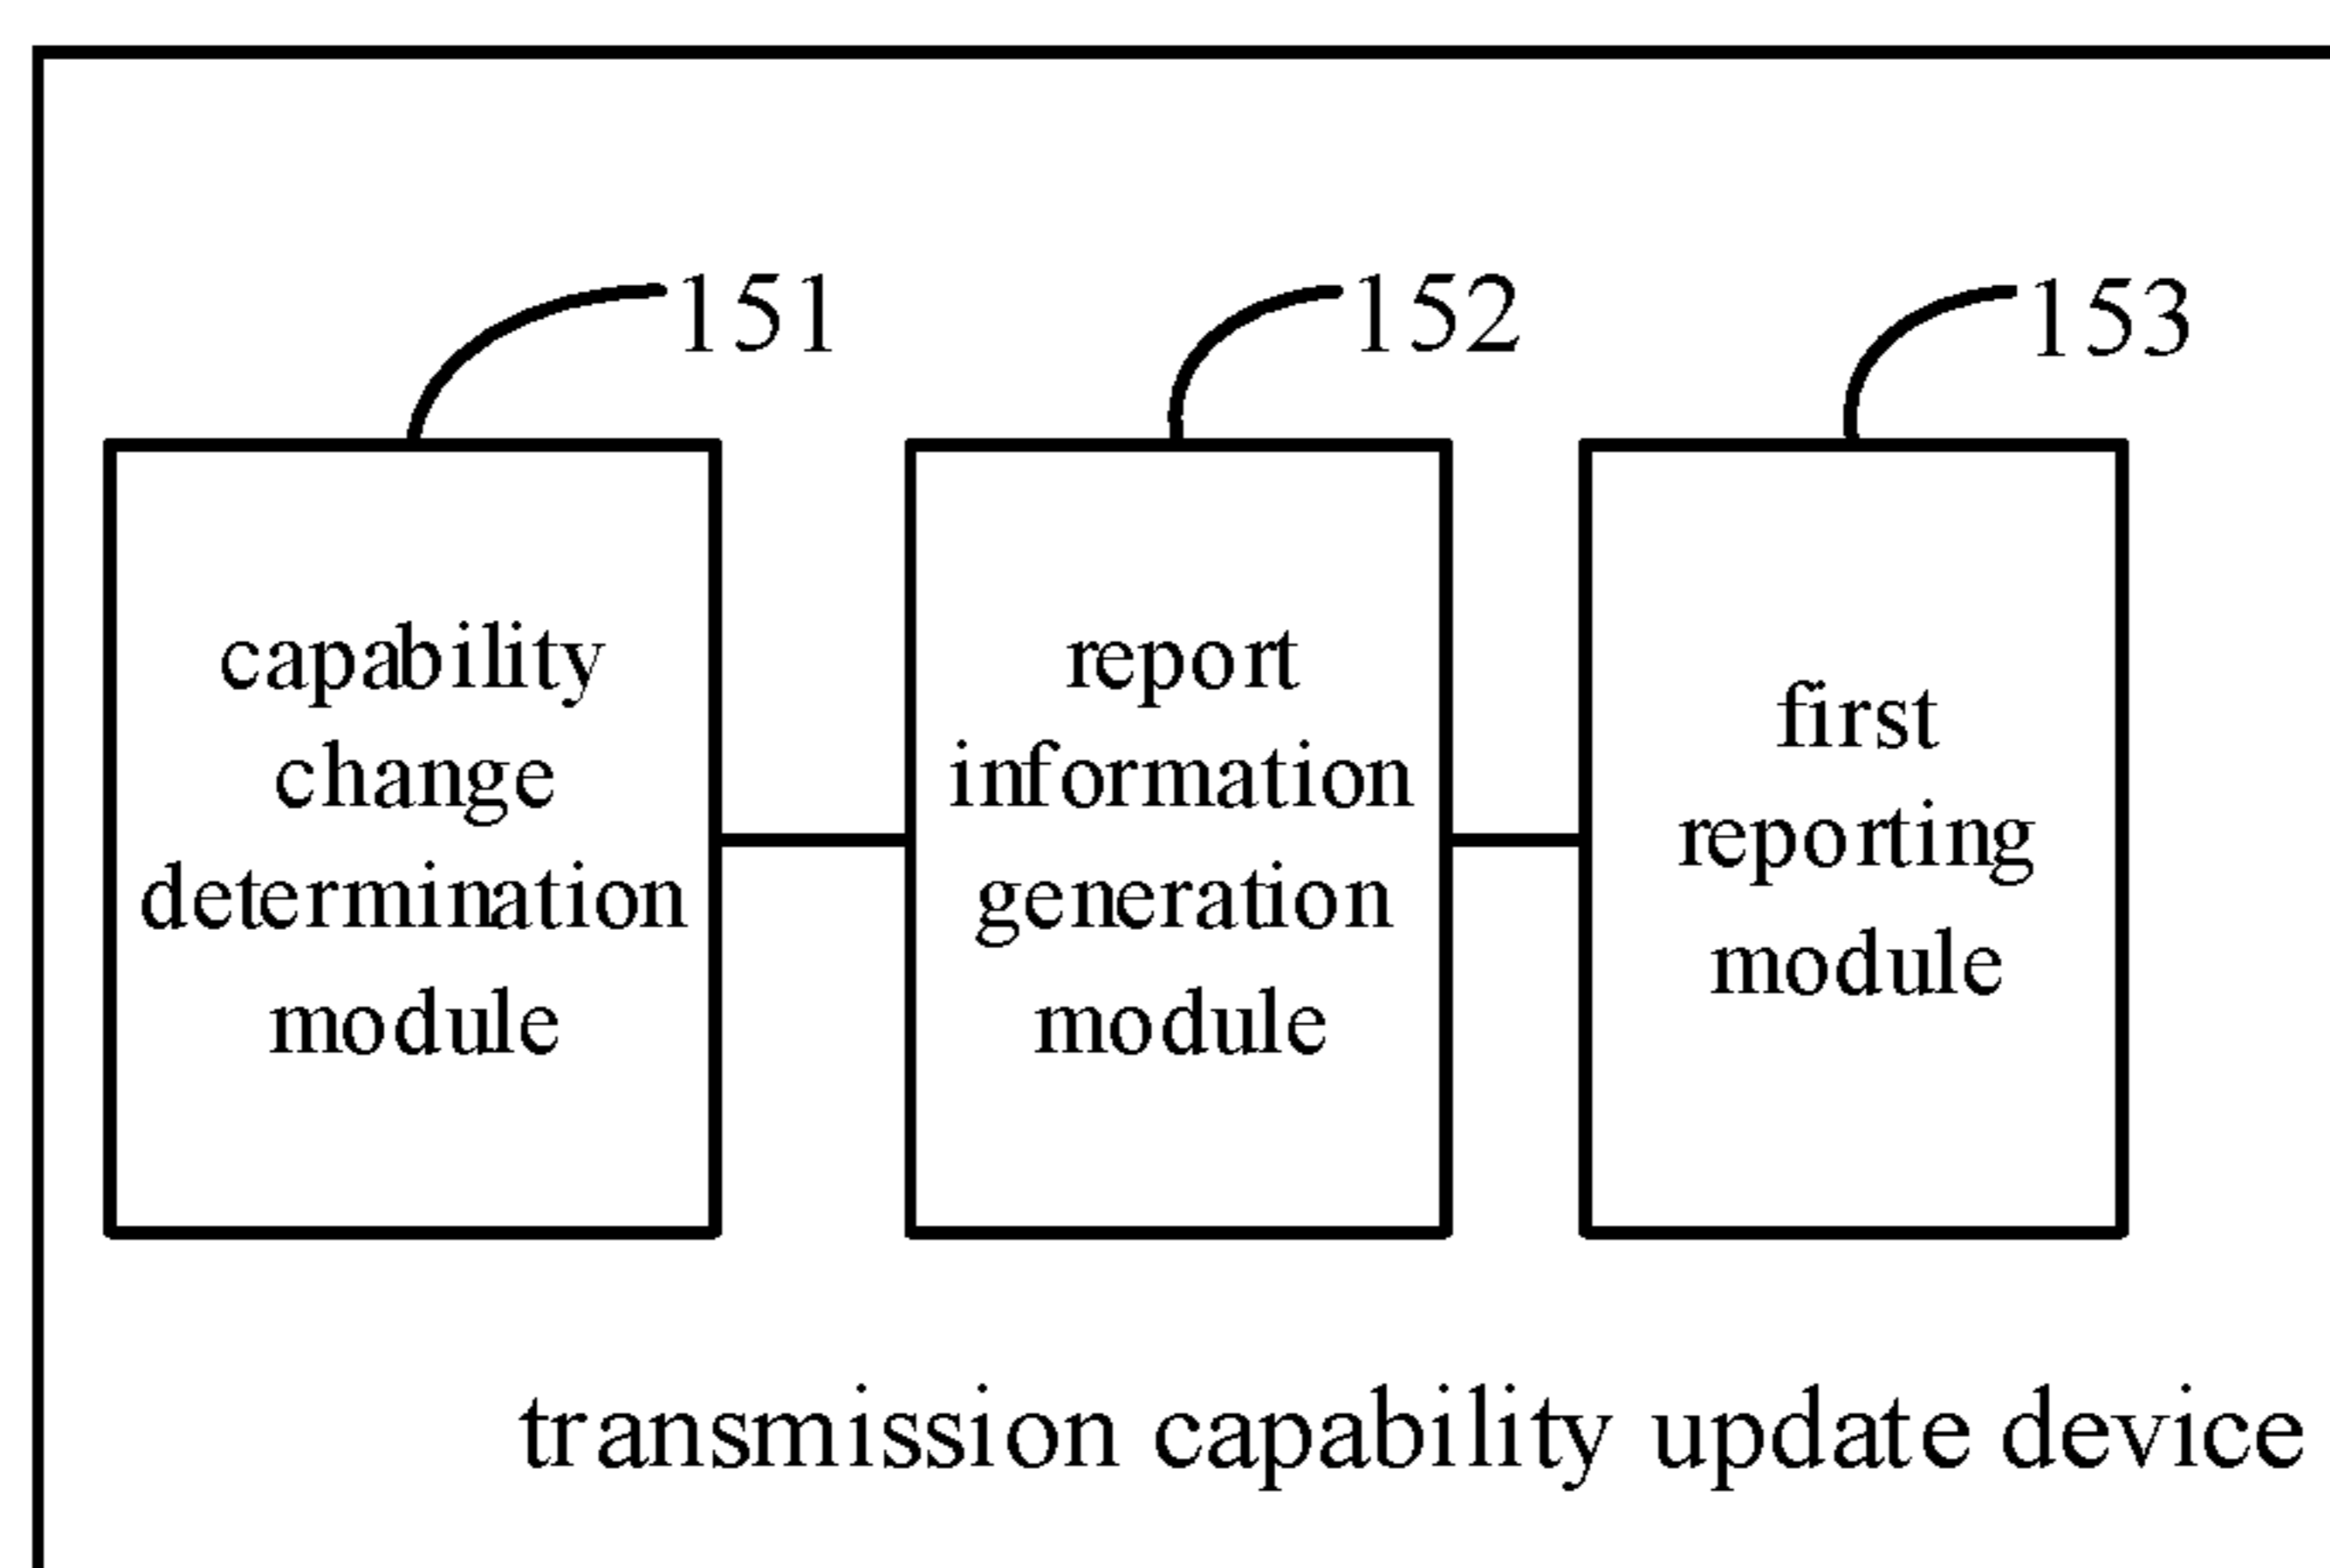 151
152
153
capability
change
determination
module
report
information
generation
module
first
reporting
module
transmission capability update device